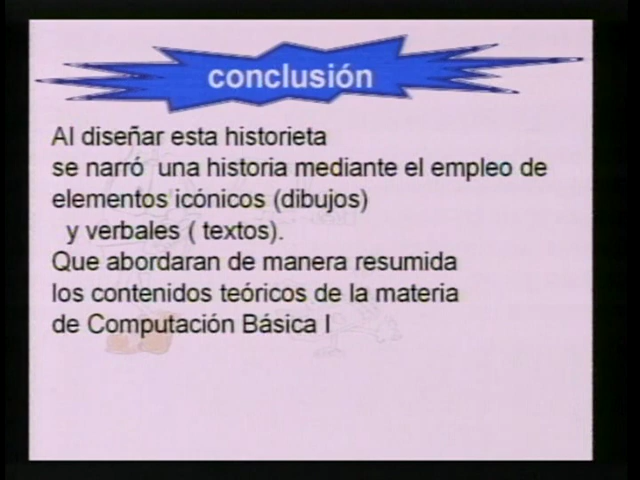 conclusión
Al diseñar esta historieta
se narró una historia mediante el empleo de
elementos icónicos (dibujos)
y verbales ( textos).
Que abordaran de manera resumida
los contenidos teóricos de la materia
de Computación Básica I